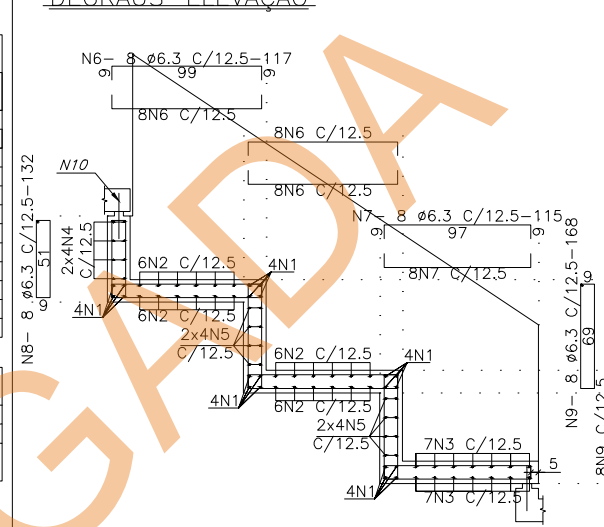 DEGRAUS ELEVAÇÃO
N6- 8 ø6.3 C/12.5-117
9
99
9
8N6 C/12.5
8N6 C/12.5
8N6 C/12.5
N7- 8 ø6.3 C/12.5-115
9
97
9
8N7 C/12.5
N10
N8- 8 ø6.3 C/12.5-132
51
9
2x4N4
C/12.5
6N2 C/12.5
4N1
4N1
6N2 C/12.5
2x4N5
C/12.5
6N2 C/12.5
4N1
4N1
6N2 C/12.5
2x4N5
C/12.5
7N3 C/12.5
5
4N1
7N3 C/12.5
N9- 8 ø6.3 C/12.5-168
9
69
8N9 C/12.5
GADA